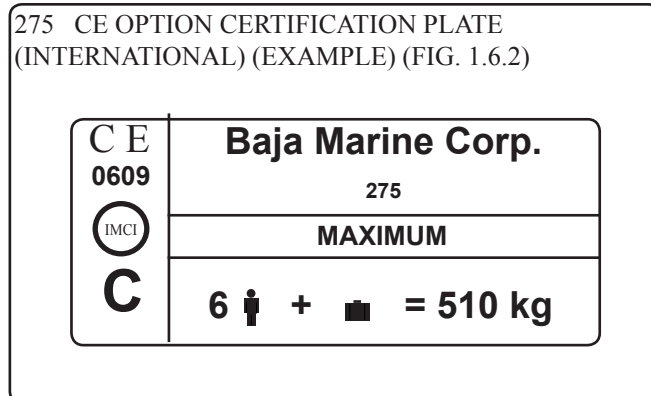 275 CE OPTION CERTIFICATION PLATE
(INTERNATIONAL) (EXAMPLE) (FIG. 1.6.2)
C E
0609
IMCI
C
Baja Marine Corp.
275
MAXIMUM
6 + = 510 kg